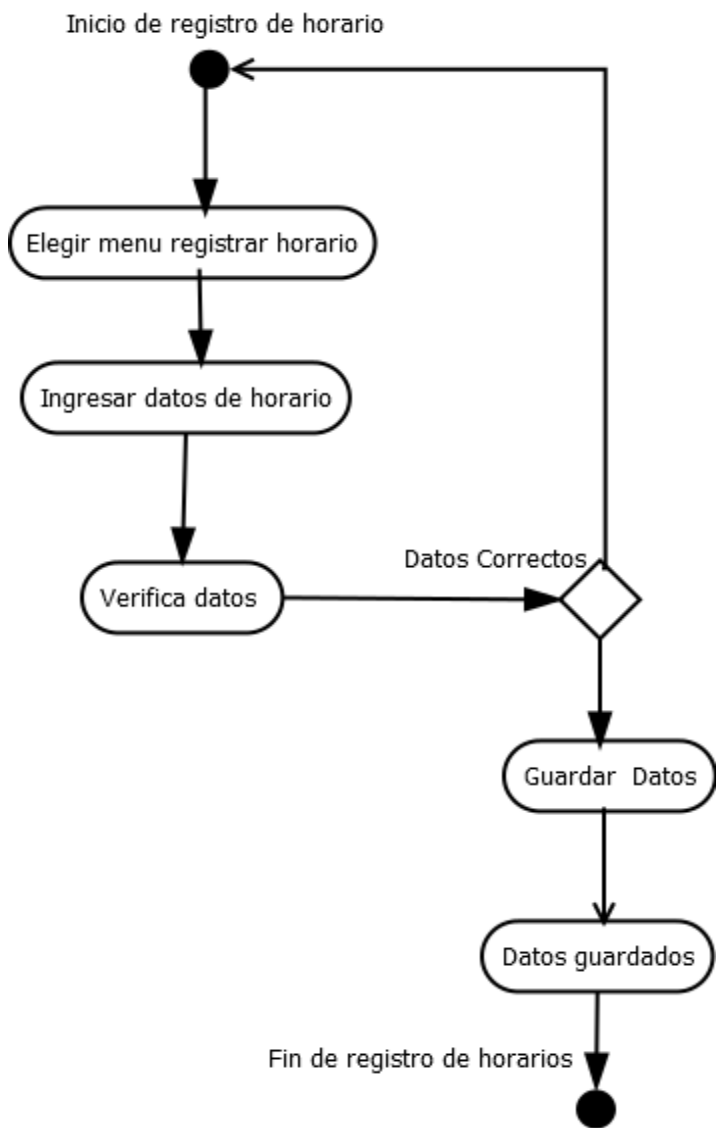 Inicio de registro de horario
Elegir menu registrar horario
Ingresar datos de horario
Datos Correctos
Verifica datos
Guardar  Datos
Datos guardados
Fin de registro de horarios